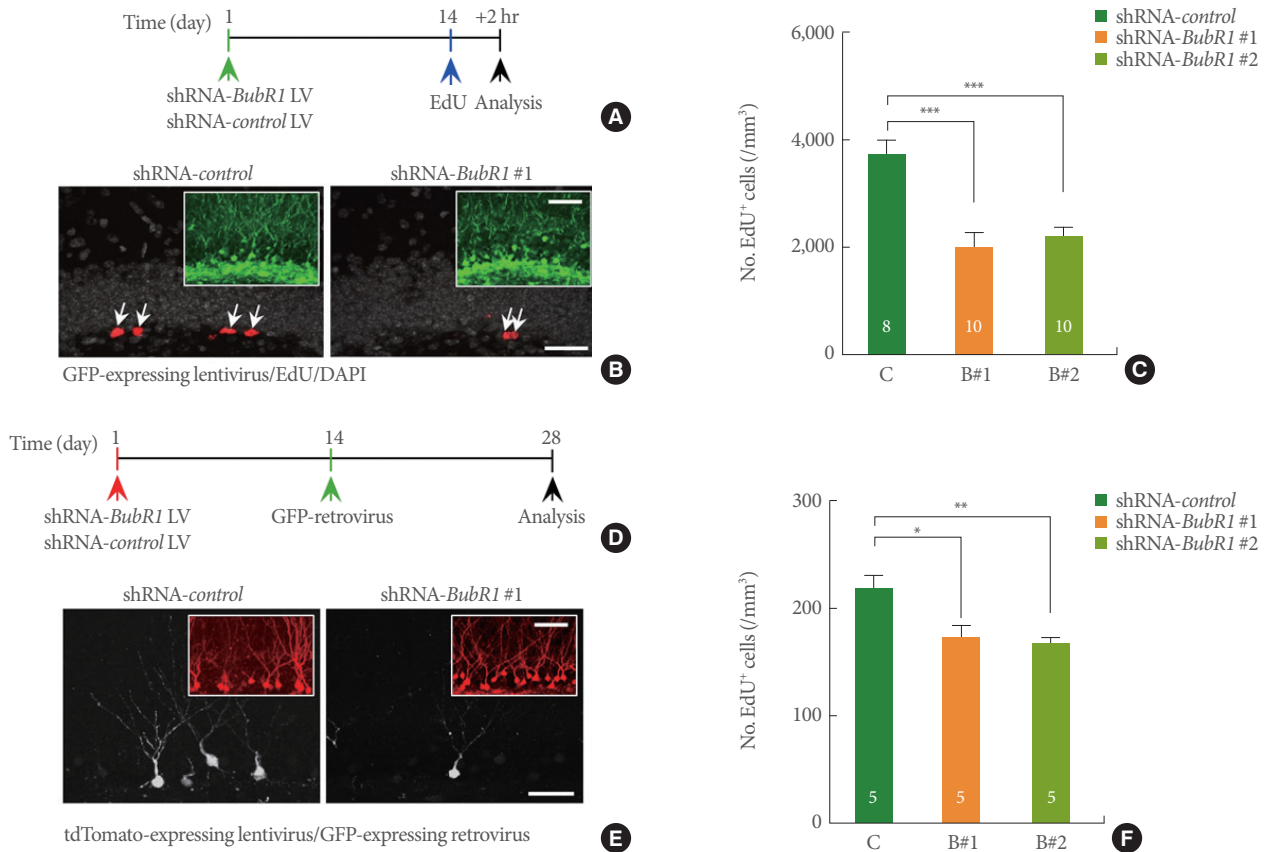 Time (day) 1 14 +2 hr
shRNA-BubR1 LV
shRNA-control LV
EdU Analysis
A
shRNA-control shRNA-BubR1 #1
GFP-expressing lentivirus/EdU/DAPI
B
shRNA-control
shRNA-BubR1 #1
shRNA-BubR1 #2
No. EdU+ cells (/mm3)
6,000
4,000
2,000
0
***
***
8 10 10
C B#1 B#2
C
Time (day) 1 14 28
shRNA-BubR1 LV
shRNA-control LV
GFP-retrovirus Analysis
D
shRNA-control shRNA-BubR1 #1
tdTomato-expressing lentivirus/GFP-expressing retrovirus
E
shRNA-control
shRNA-BubR1 #1
shRNA-BubR1 #2
No. EdU+ cells (/mm3)
300
200
100
0
**
*
5 5 5
C B#1 B#2
F